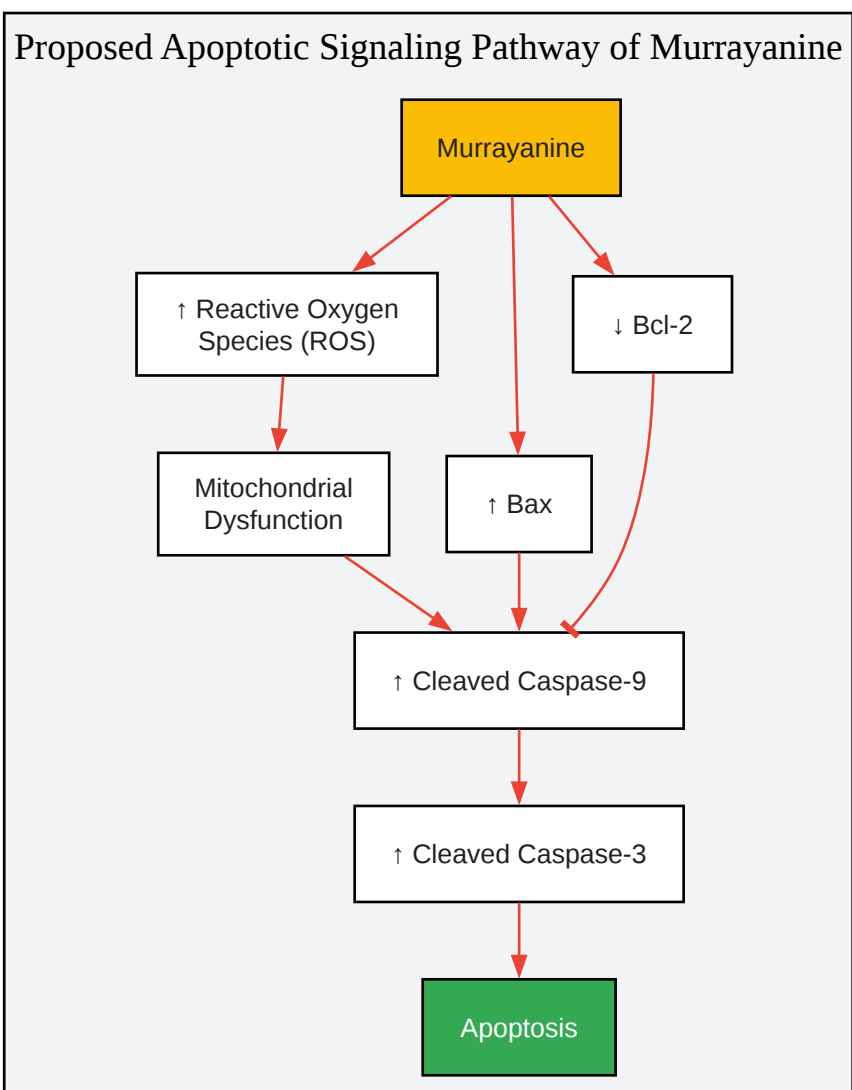 Proposed Apoptotic Signaling Pathway of Murrayanine
Murrayanine
↑ Reactive Oxygen
Species (ROS)
↓ Bcl-2
Mitochondrial
Dysfunction
↑ Bax
↑ Cleaved Caspase-9
↑ Cleaved Caspase-3
Apoptosis